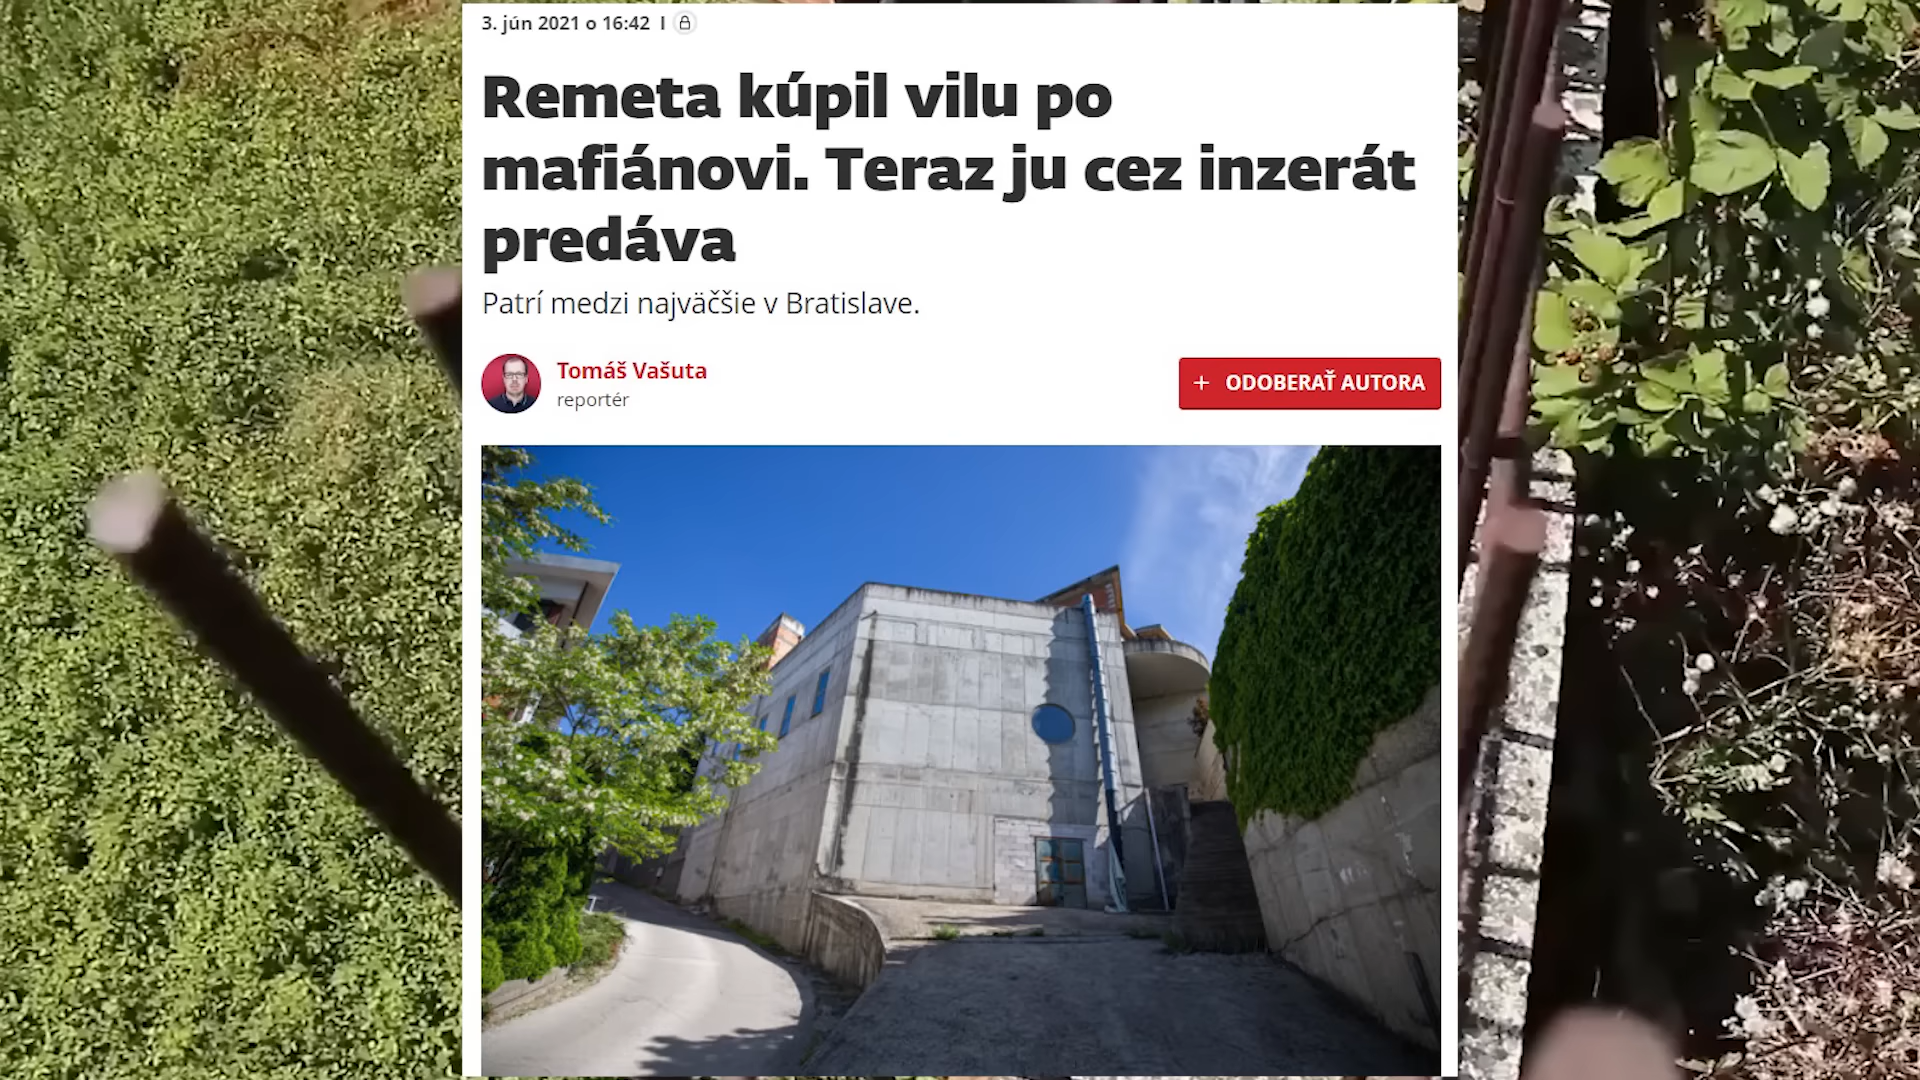 3. jún 2021 o 16:42 I
Remeta kúpil vilu po
mafiánovi. Teraz ju cez inzerát
predáva
Patrí medzi najväčšie v Bratislave.
Tomáš Vašuta
reportér
+ ODOBERAŤ AUTORA